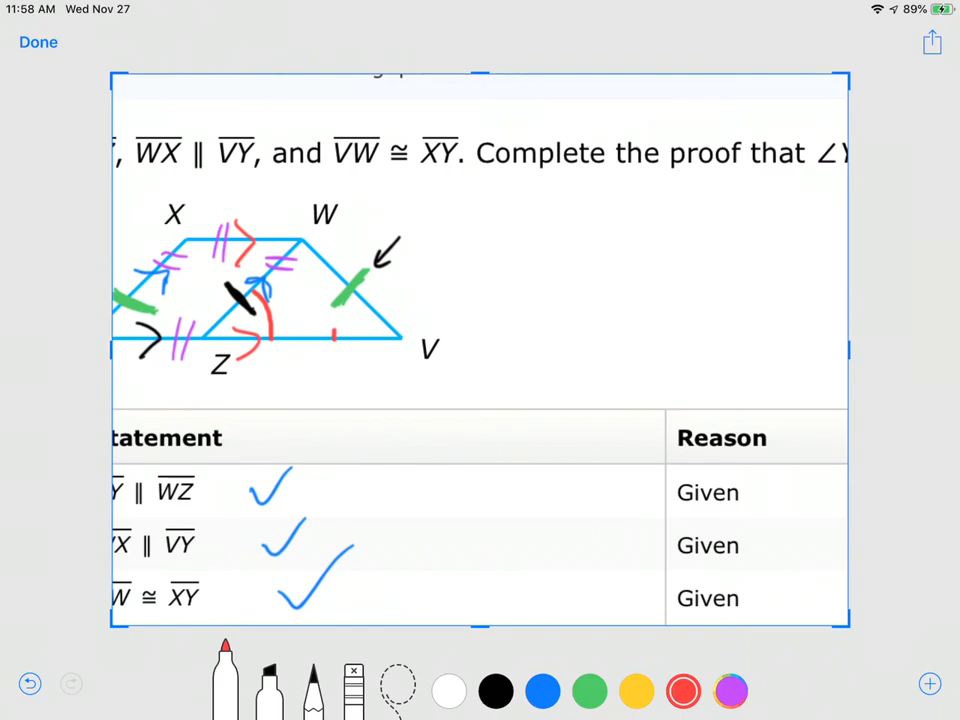 11:58 AM Wed Nov 27 89%
Done
, WX ∥ VY, and VW ≅ XY. Complete the proof that ∠Y
X W
Z V
tatement Reason
Y ∥ WZ Given
X ∥ VY Given
W ≅ XY Given